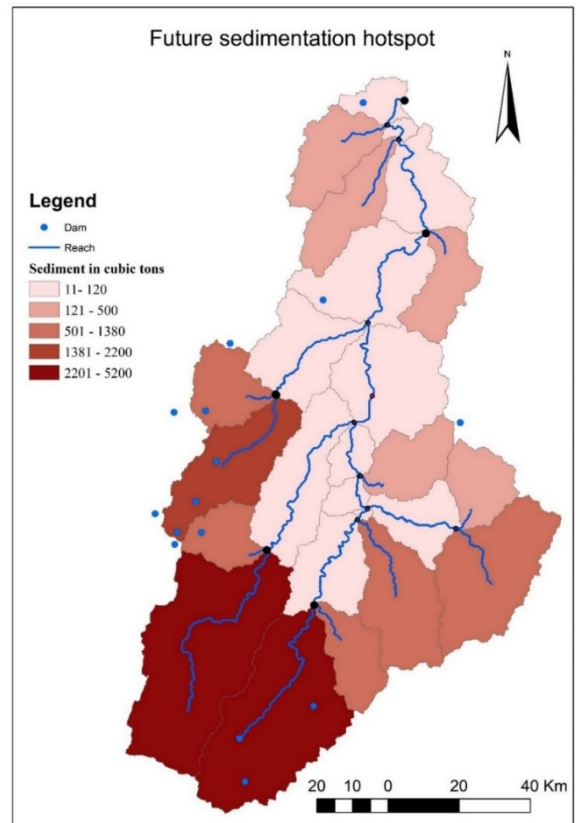 Future sedimentation hotspot
N
Legend
Dam
Reach
Sediment in cubic tons
11- 120
121 - 500
501 - 1380
1381 - 2200
2201 - 5200
20 10 0 20 40 Km